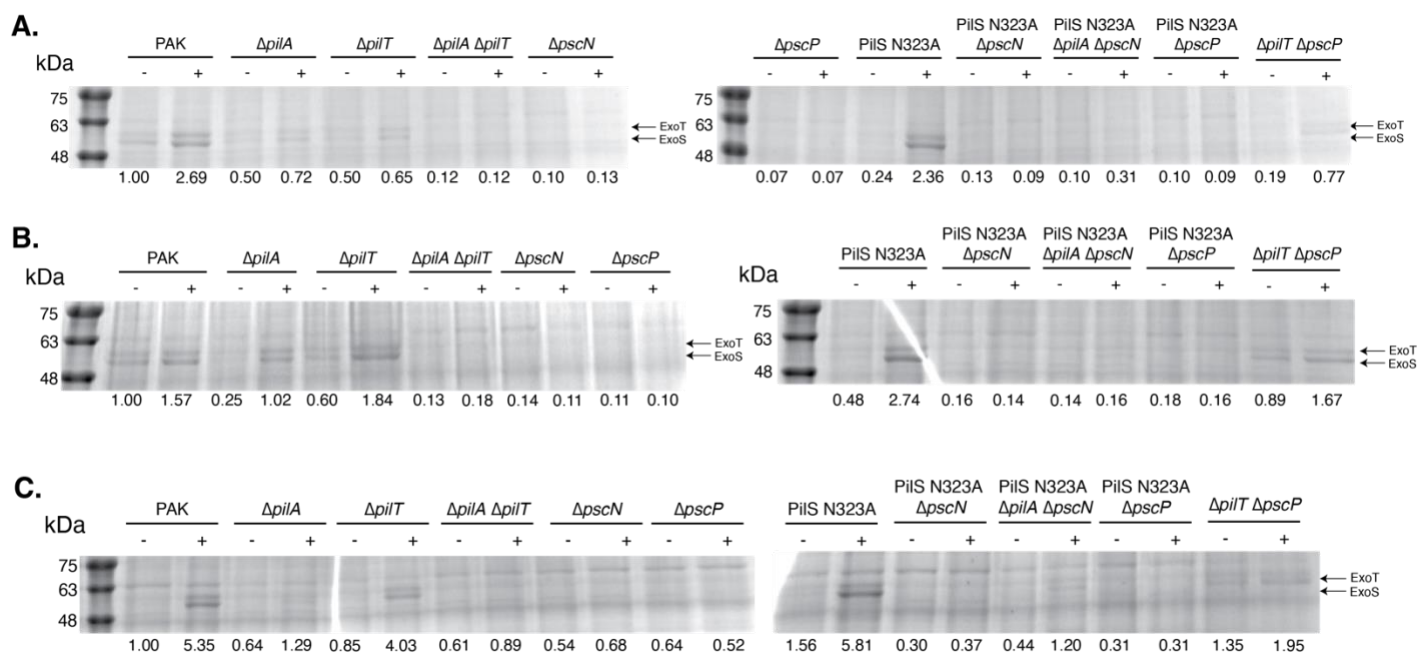 A.
PilS N323A PilS N323A PilS N323A
PAK ΔpilA ΔpilT ΔpilA ΔpilT ΔpscN ΔpscP PilS N323A ΔpscN ΔpilA ΔpscN ΔpscP ΔpilT ΔpscP
kDa
- + - + - + - + - + - + - + - + - + - + - +
75 75
63 ExoT 63 ExoT
ExoS ExoS
48 48
1.00 2.69 0.50 0.72 0.50 0.65 0.12 0.12 0.10 0.13 0.07 0.07 0.24 2.36 0.13 0.09 0.10 0.31 0.10 0.09 0.19 0.77
B.
PilS N323A PilS N323A PilS N323A
PAK ΔpilA ΔpilT ΔpilA ΔpilT ΔpscN ΔpscP PilS N323A ΔpscN ΔpilA ΔpscN ΔpscP ΔpilT ΔpscP
kDa kDa
- + - + - + - + - + - + - + - + - + - + - +
75 75
63 ExoT 63 ExoT
ExoS ExoS
48 48
1.00 1.57 0.25 1.02 0.60 1.84 0.13 0.18 0.14 0.11 0.11 0.10 0.48 2.74 0.16 0.14 0.14 0.16 0.18 0.16 0.89 1.67
C.
PilS N323A PilS N323A PilS N323A
PAK ΔpilA ΔpilT ΔpilA ΔpilT ΔpscN ΔpscP PilS N323A ΔpscN ΔpilA ΔpscN ΔpscP ΔpilT ΔpscP
kDa
- + - + - + - + - + - + - + - + - + - + - +
75
63 ExoT
ExoS
48
1.00 5.35 0.64 1.29 0.85 4.03 0.61 0.89 0.54 0.68 0.64 0.52 1.56 5.81 0.30 0.37 0.44 1.20 0.31 0.31 1.35 1.95